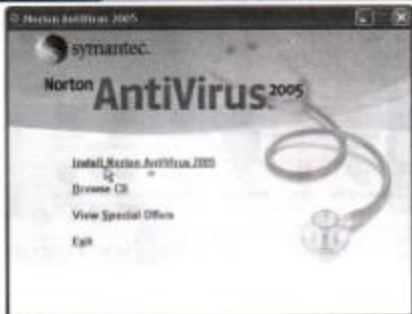 Norton AntiVirus 2005
symantec.
Norton AntiVirus 2005
Install Norton AntiVirus 2005
Browse CD
View Special Offers
Exit